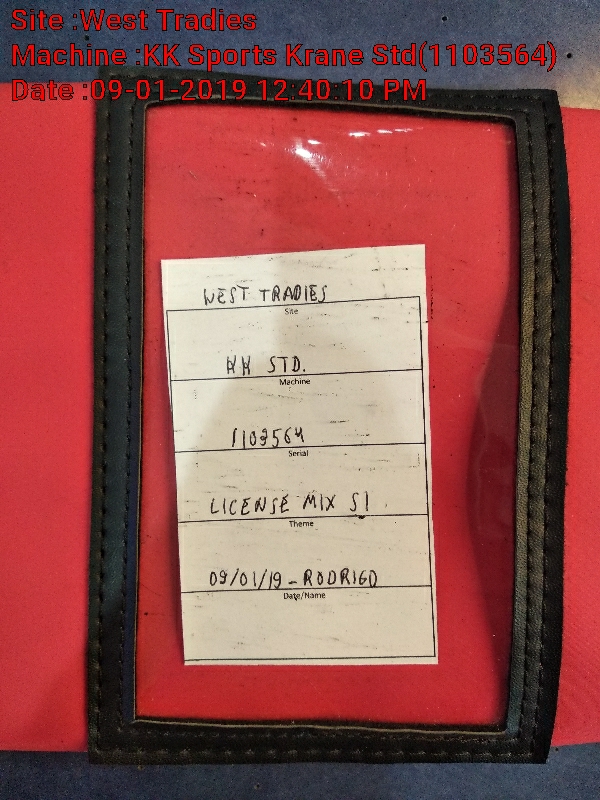 Site :West Tradies
Machine :KK Sports Krane Std(1103564)
Date :09-01-2019 12:40:10 PM
WEST TRADIES
Site
KK STD.
Machine
1103564
Serial
LICENSE MIX S1
Theme
09/01/19 - RODRIGO
Date/Name